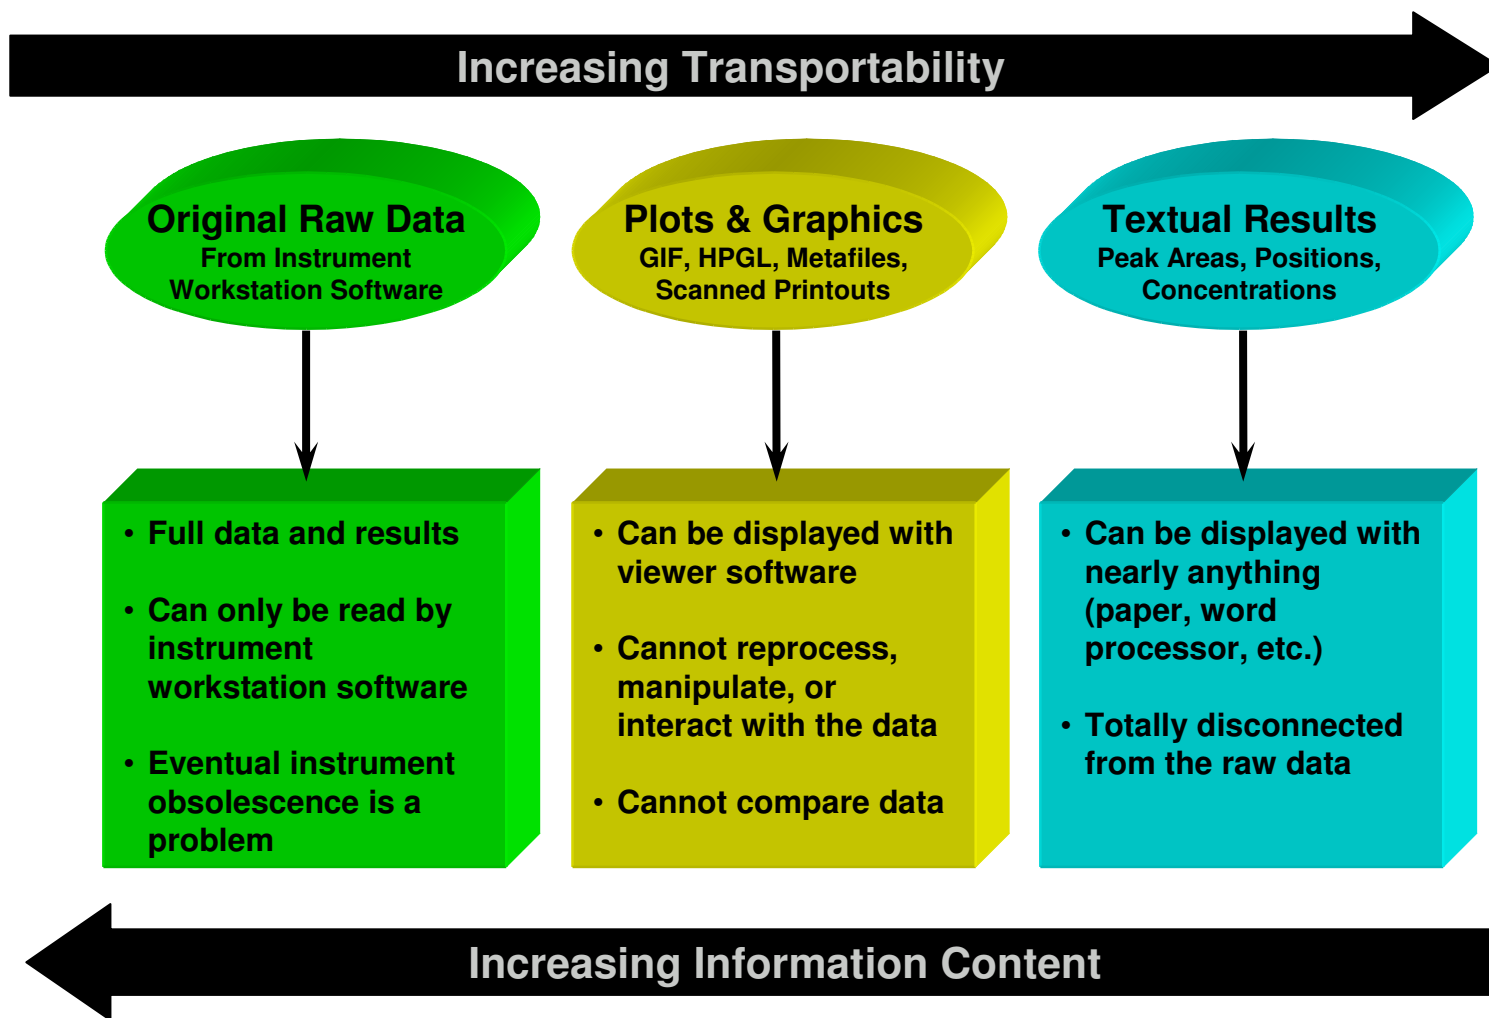 Increasing Transportability
Original Raw Data
From Instrument
Workstation Software
Plots & Graphics
GIF, HPGL, Metafiles,
Scanned Printouts
Textual Results
Peak Areas, Positions,
Concentrations
• Full data and results
• Can only be read by
instrument
workstation software
• Eventual instrument
obsolescence is a
problem
• Can be displayed with
viewer software
• Cannot reprocess,
manipulate, or
interact with the data
• Cannot compare data
• Can be displayed with
nearly anything
(paper, word
processor, etc.)
• Totally disconnected
from the raw data
Increasing Information Content